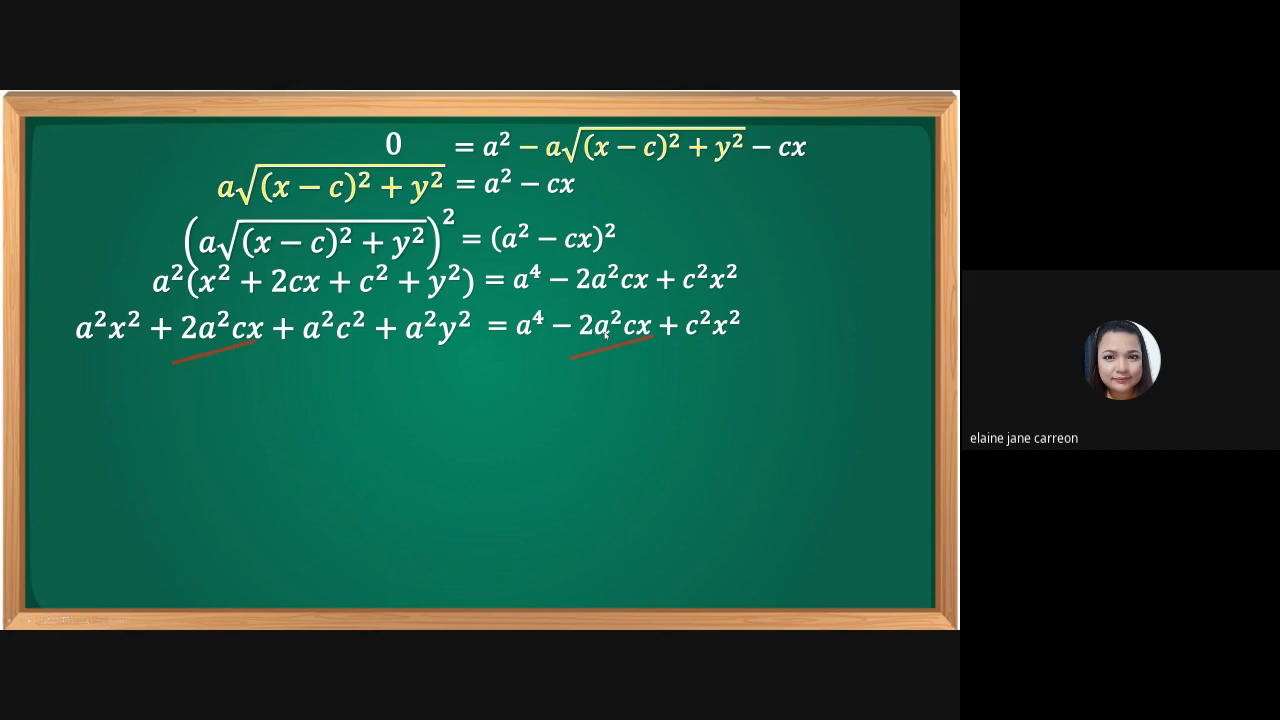 0 = a² − a√(x − c)² + y² − cx
a√(x − c)² + y² = a² − cx
(a√(x − c)² + y²)² = (a² − cx)²
a²(x² + 2cx + c² + y²) = a⁴ − 2a²cx + c²x²
a²x² + 2a²cx + a²c² + a²y² = a⁴ − 2a²cx + c²x²
elaine jane carreon